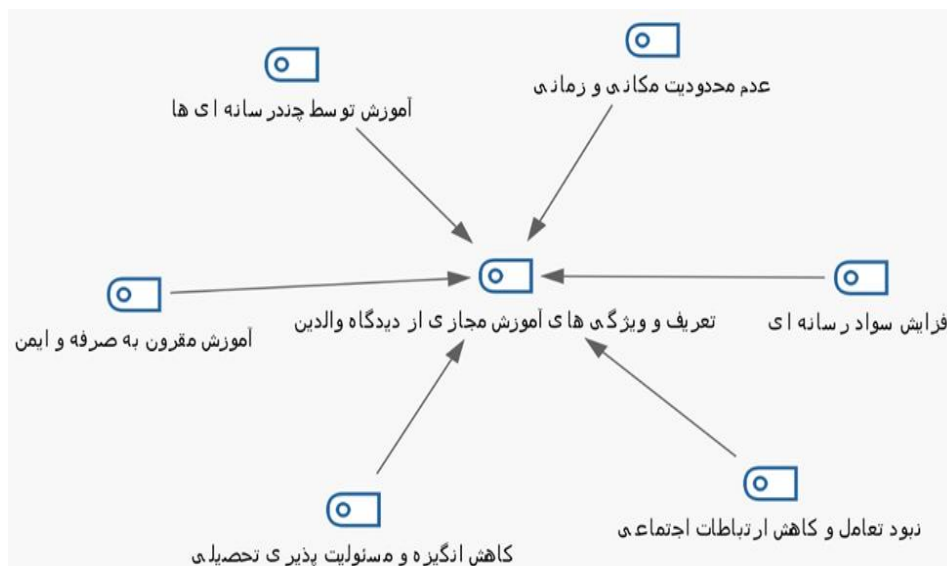 عدم محدودیت مکانی و زمانی
آموزش توسط چندرسانه ای ها
تعریف و ویژگی های آموزش مجازی از دیدگاه والدین
فزایش سواد رسانه ای
آموزش مقرون به صرفه و ایمن
نبود تعامل و کاهش ارتباطات اجتماعی
کاهش انگیزه و مسئولیت پذیری تحصیلی